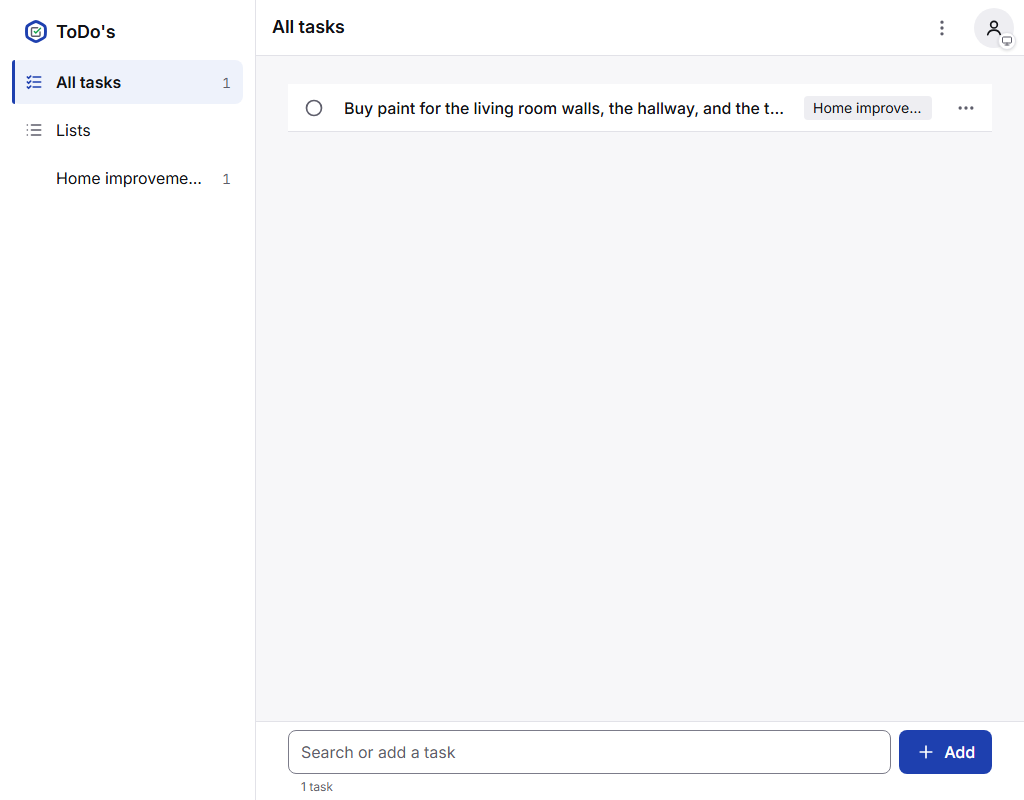 ToDo's
All tasks
1
Lists
Home improveme...
1
All tasks
Buy paint for the living room walls, the hallway, and the t...
Home improve...
Search or add a task
Add
1 task